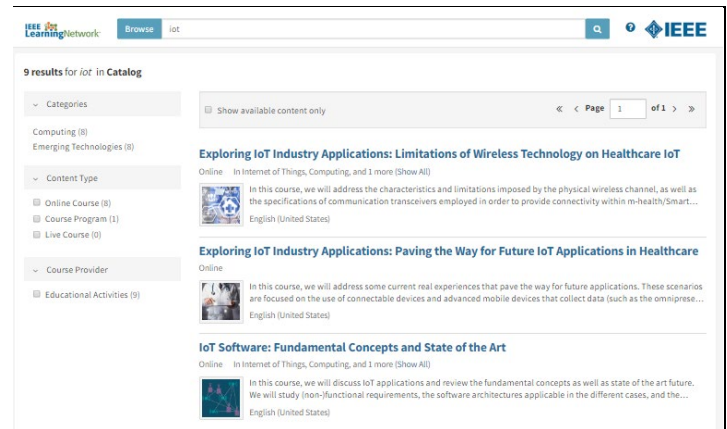 IEEE
LearningNetwork
Browse
iot
?
IEEE
9 results for iot in Catalog
Categories
Computing (8)
Emerging Technologies (8)
Content Type
Online Course (8)
Course Program (1)
Live Course (0)
Course Provider
Educational Activities (9)
Show available content only
« < Page 1 of 1 > »
Exploring IoT Industry Applications: Limitations of Wireless Technology on Healthcare IoT
Online In Internet of Things, Computing, and 1 more (Show All)
In this course, we will address the characteristics and limitations imposed by the physical wireless channel, as well as
the specifications of communication transceivers employed in order to provide connectivity within m-health/Smart...
English (United States)
Exploring IoT Industry Applications: Paving the Way for Future IoT Applications in Healthcare
Online
In this course, we will address some current real experiences that pave the way for future applications. These scenarios
are focused on the use of connectable devices and advanced mobile devices that collect data (such as the omniprese...
English (United States)
IoT Software: Fundamental Concepts and State of the Art
Online In Internet of Things, Computing, and 1 more (Show All)
In this course, we will discuss IoT applications and review the fundamental concepts as well as state of the art future.
We will study (non-)functional requirements, the software architectures applicable in the different cases, and the...
English (United States)